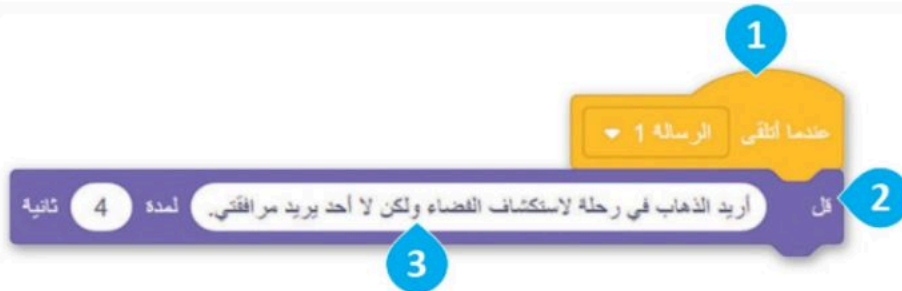 1
عندما أتلقى الرسالة 1
قل أريد الذهاب في رحلة لاستكشاف الفضاء ولكن لا أحد يريد مرافقتي. لمدة 4 ثانية
2
3